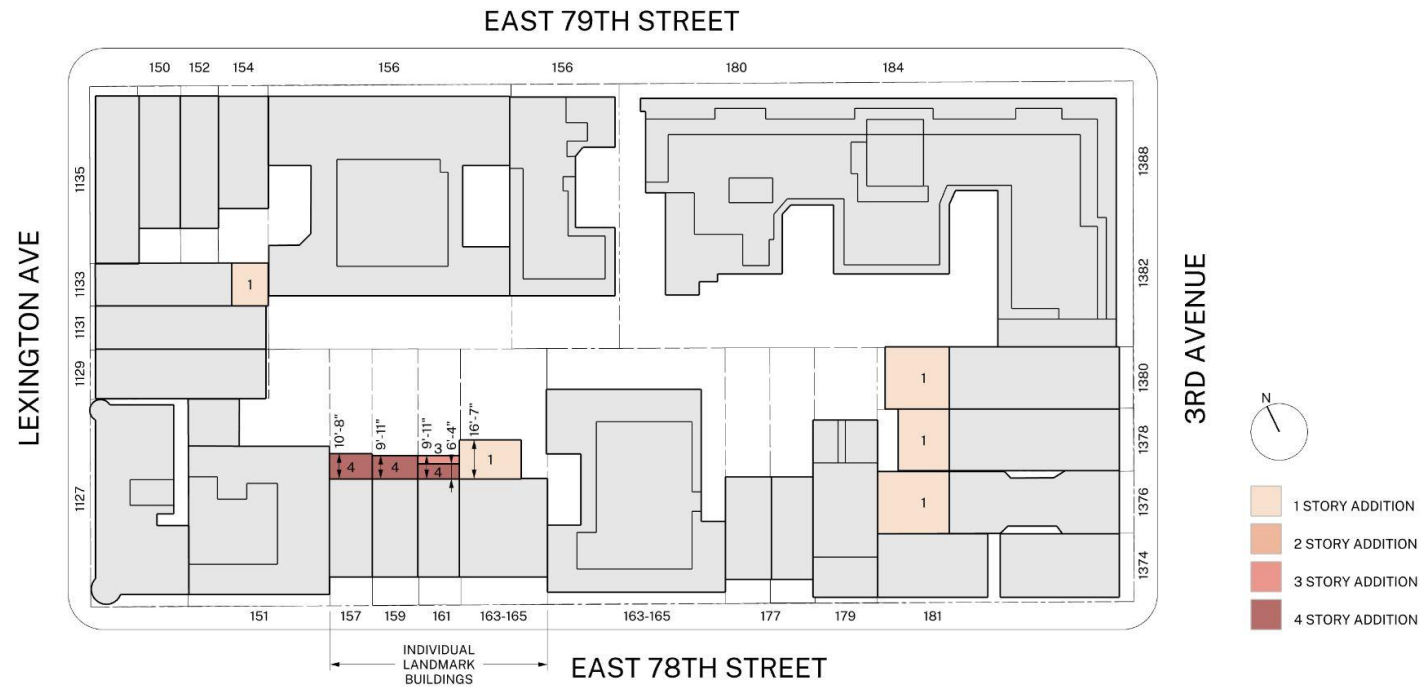 EAST 79TH STREET
150 152 154 156 156 180 184
1135
1133
1131
1129
1127
LEXINGTON AVE
1388
1382
1380
1378
1376
1374
3RD AVENUE
1
10'-8"
9'-11"
9'-11"
6'-4"
16'-7"
3
4
4
4
1
1
1
1
N
1 STORY ADDITION
2 STORY ADDITION
3 STORY ADDITION
4 STORY ADDITION
151 157 159 161 163-165 163-165 177 179 181
INDIVIDUAL
LANDMARK
BUILDINGS
EAST 78TH STREET